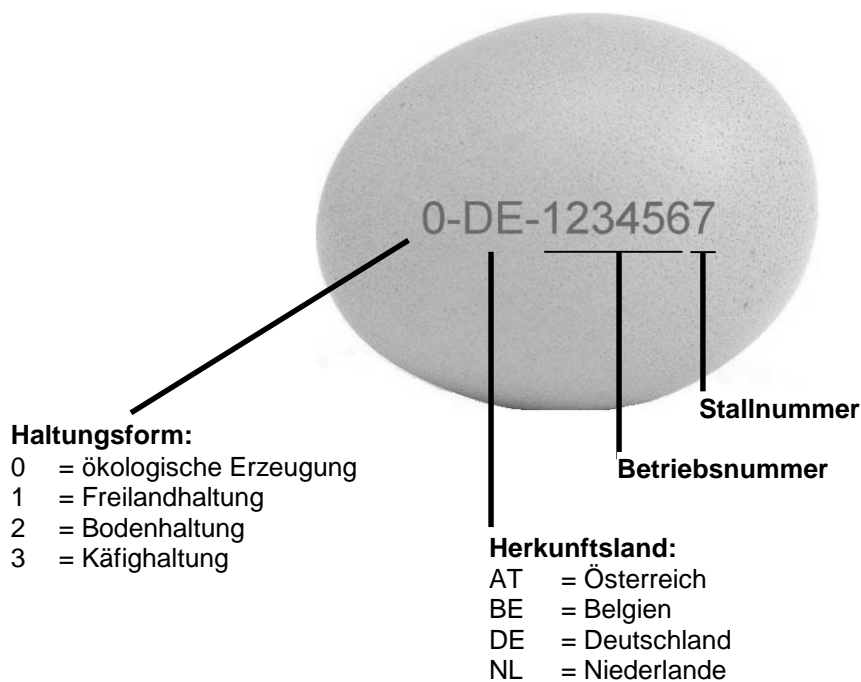 0-DE-1234567
Stallnummer
Betriebsnummer
Haltungsform:
0 = ökologische Erzeugung
1 = Freilandhaltung
2 = Bodenhaltung
3 = Käfighaltung
Herkunftsland:
AT = Österreich
BE = Belgien
DE = Deutschland
NL = Niederlande